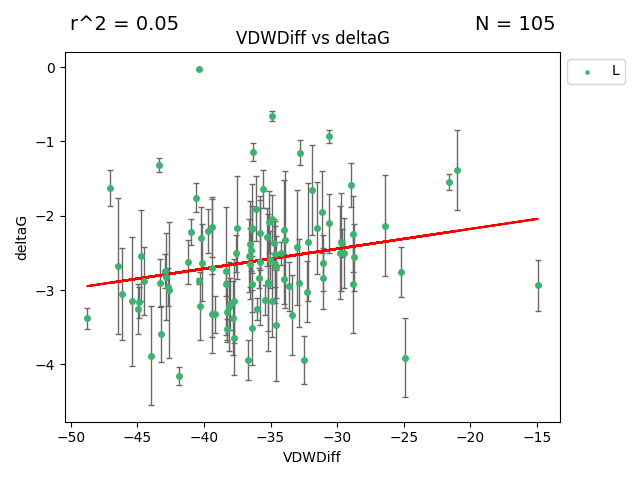 r^2 = 0.05
N = 105
VDWDiff vs deltaG
L
deltaG
0
−1
−2
−3
−4
−50 −45 −40 −35 −30 −25 −20 −15
VDWDiff